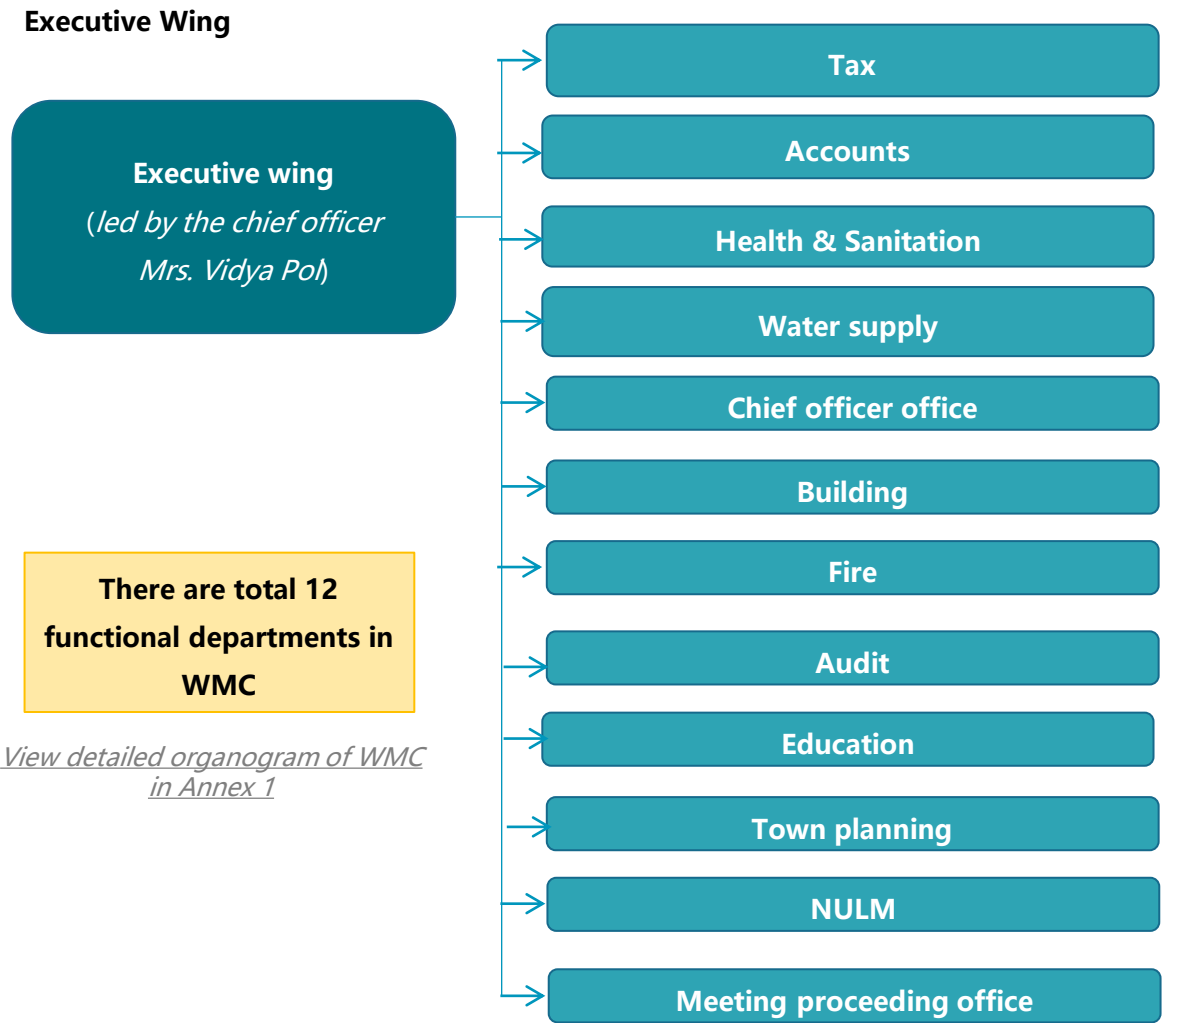 Executive Wing
Executive wing
(led by the chief officer
Mrs. Vidya Pol)
There are total 12
functional departments in
WMC
View detailed organogram of WMC
in Annex 1
Tax
Accounts
Health & Sanitation
Water supply
Chief officer office
Building
Fire
Audit
Education
Town planning
NULM
Meeting proceeding office